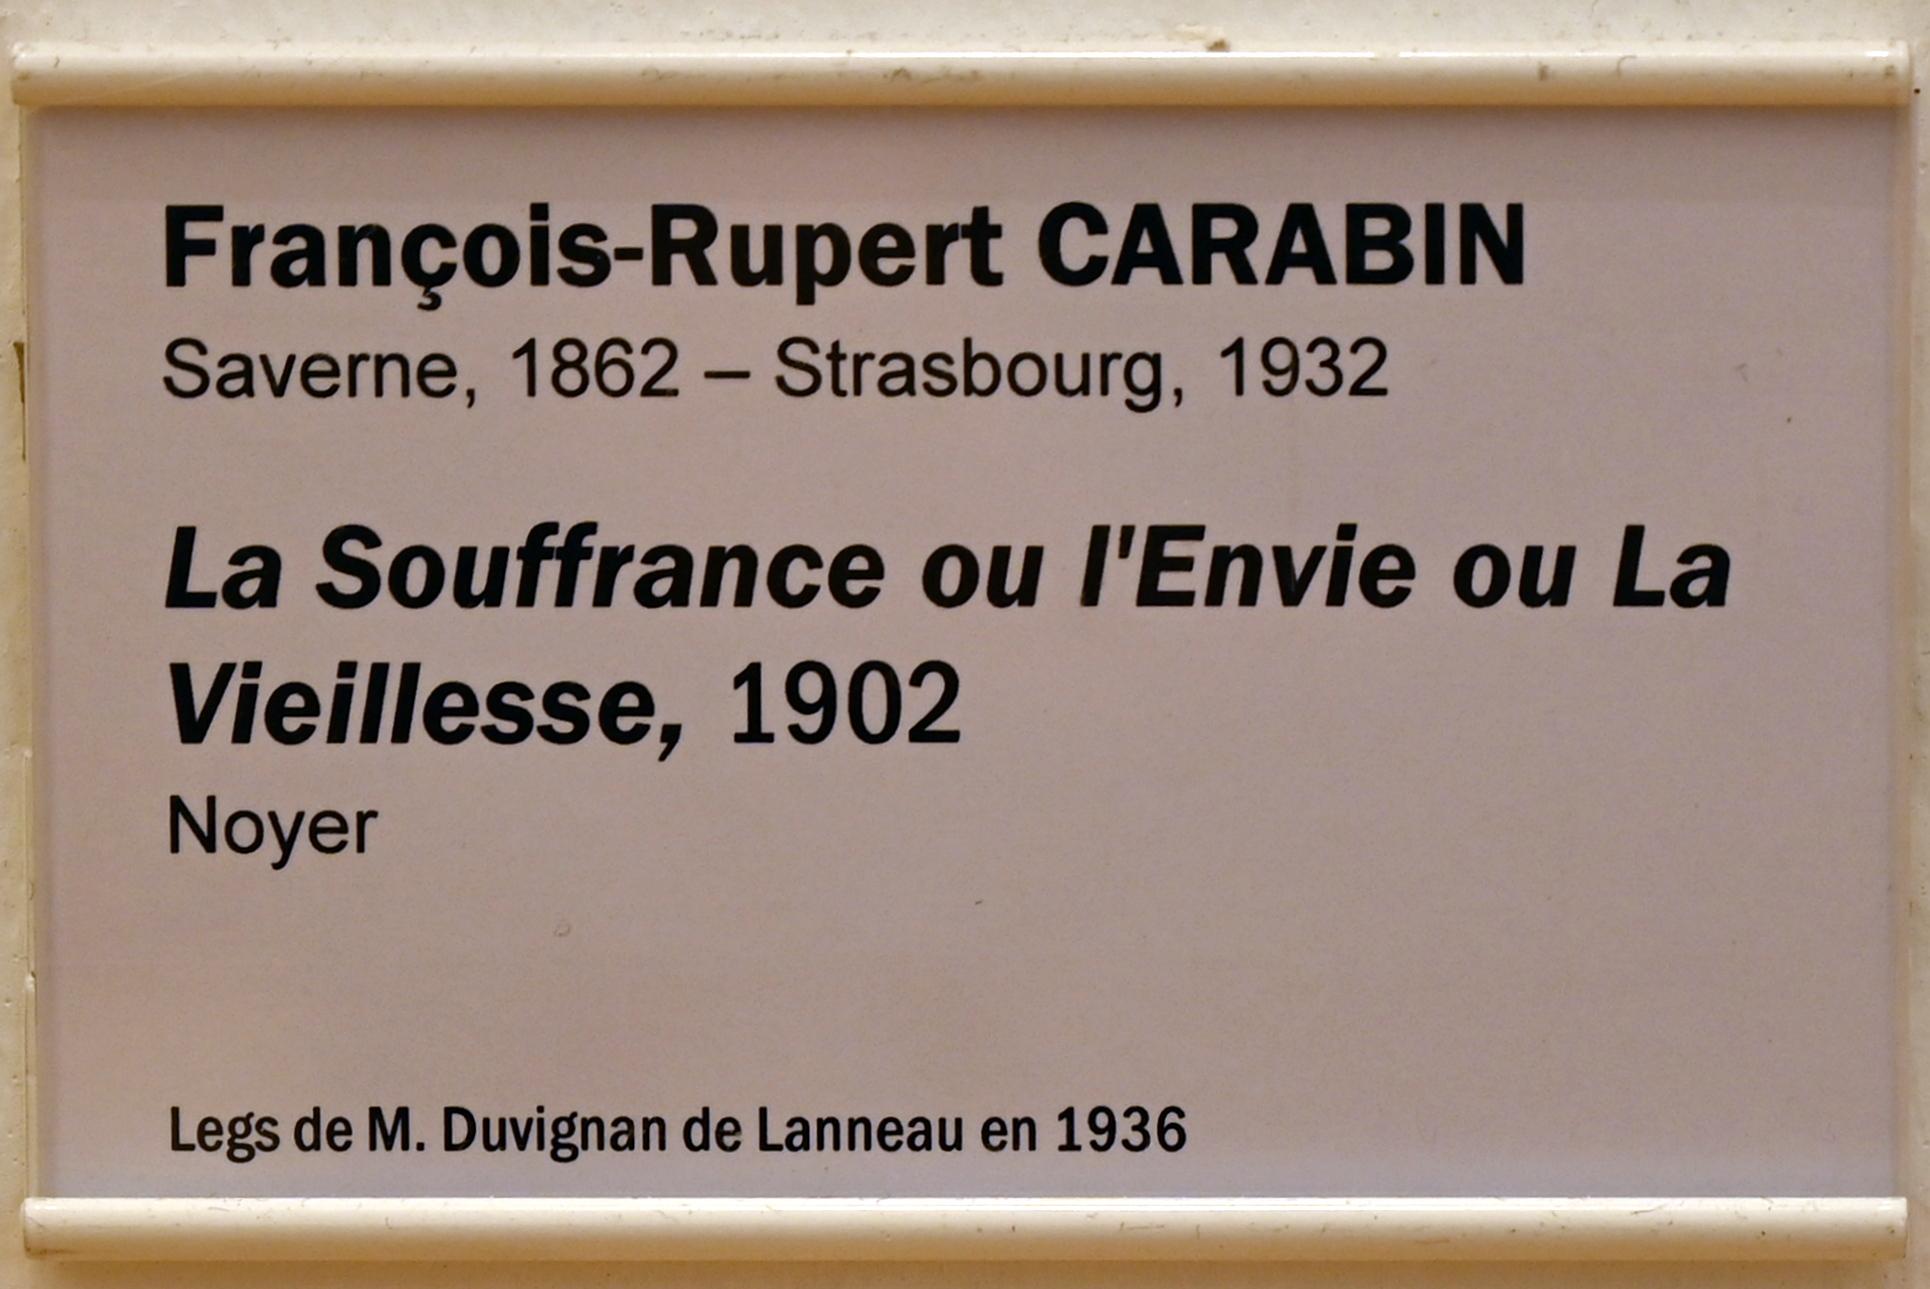 François-Rupert CARABIN
Saverne, 1862 – Strasbourg, 1932
La Souffrance ou l'Envie ou La
Vieillesse, 1902
Noyer
Legs de M. Duvignan de Lanneau en 1936